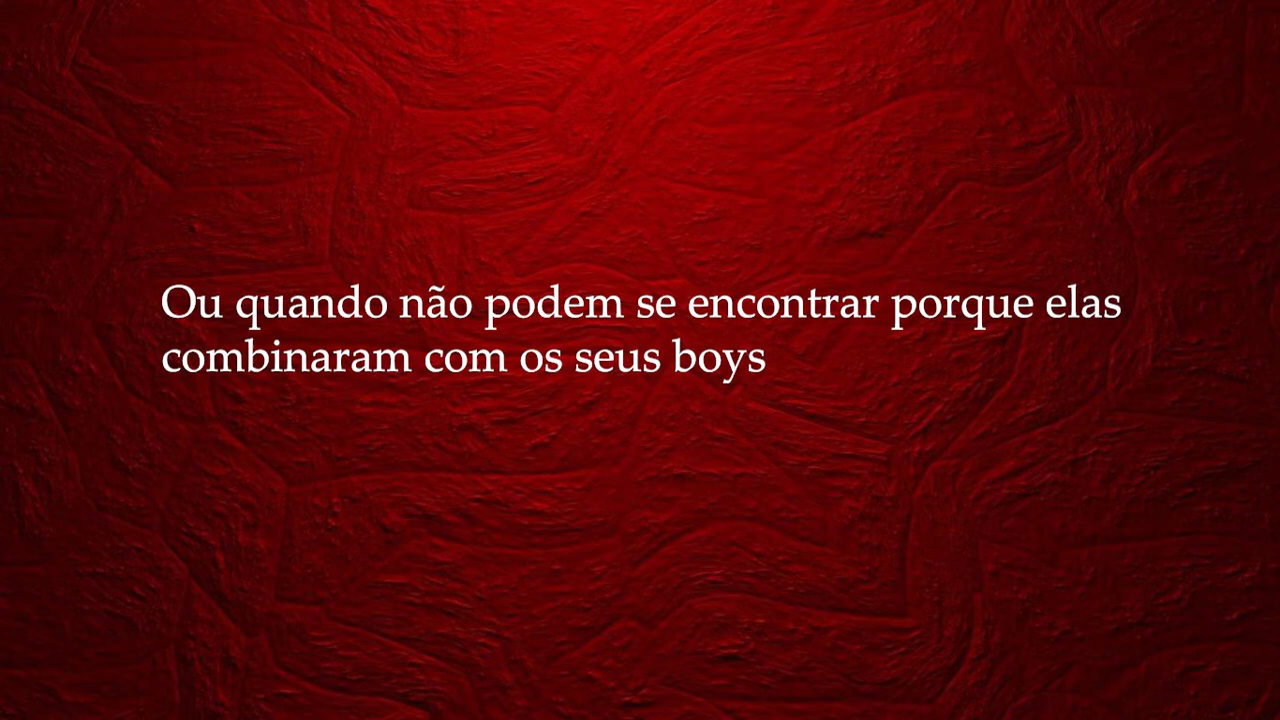 Ou quando não podem se encontrar porque elas
combinaram com os seus boys